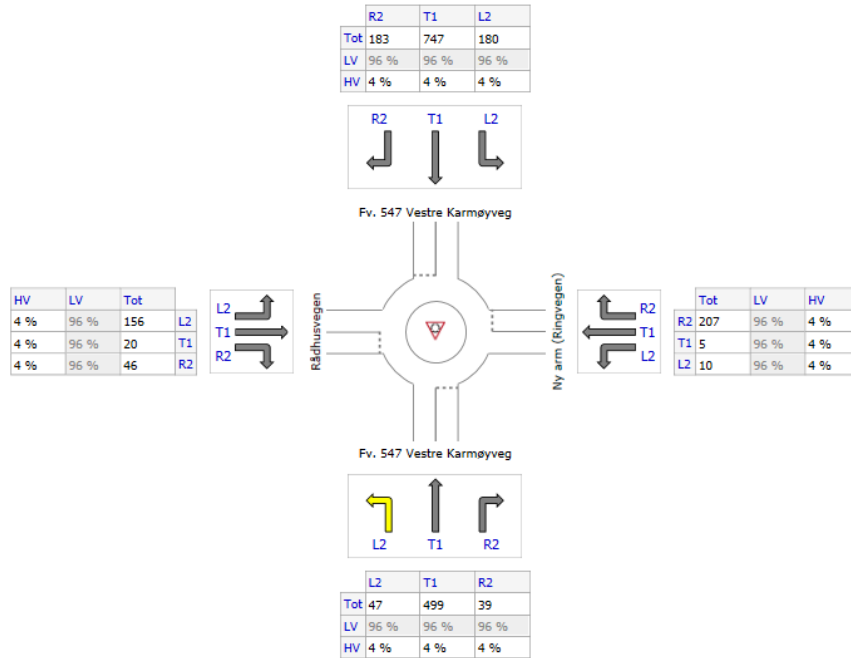 R2 T1 L2
Tot 183 747 180
LV 96 % 96 % 96 %
HV 4 % 4 % 4 %
R2 T1 L2
Fv. 547 Vestre Karmøyveg
HV LV Tot
4 % 96 % 156 L2
4 % 96 % 20 T1
4 % 96 % 46 R2
L2
T1
R2
Rådhusvegen
Ny arm (Ringvegen)
R2
T1
L2
Tot LV HV
R2 207 96 % 4 %
T1 5 96 % 4 %
L2 10 96 % 4 %
Fv. 547 Vestre Karmøyveg
L2 T1 R2
L2 T1 R2
Tot 47 499 39
LV 96 % 96 % 96 %
HV 4 % 4 % 4 %